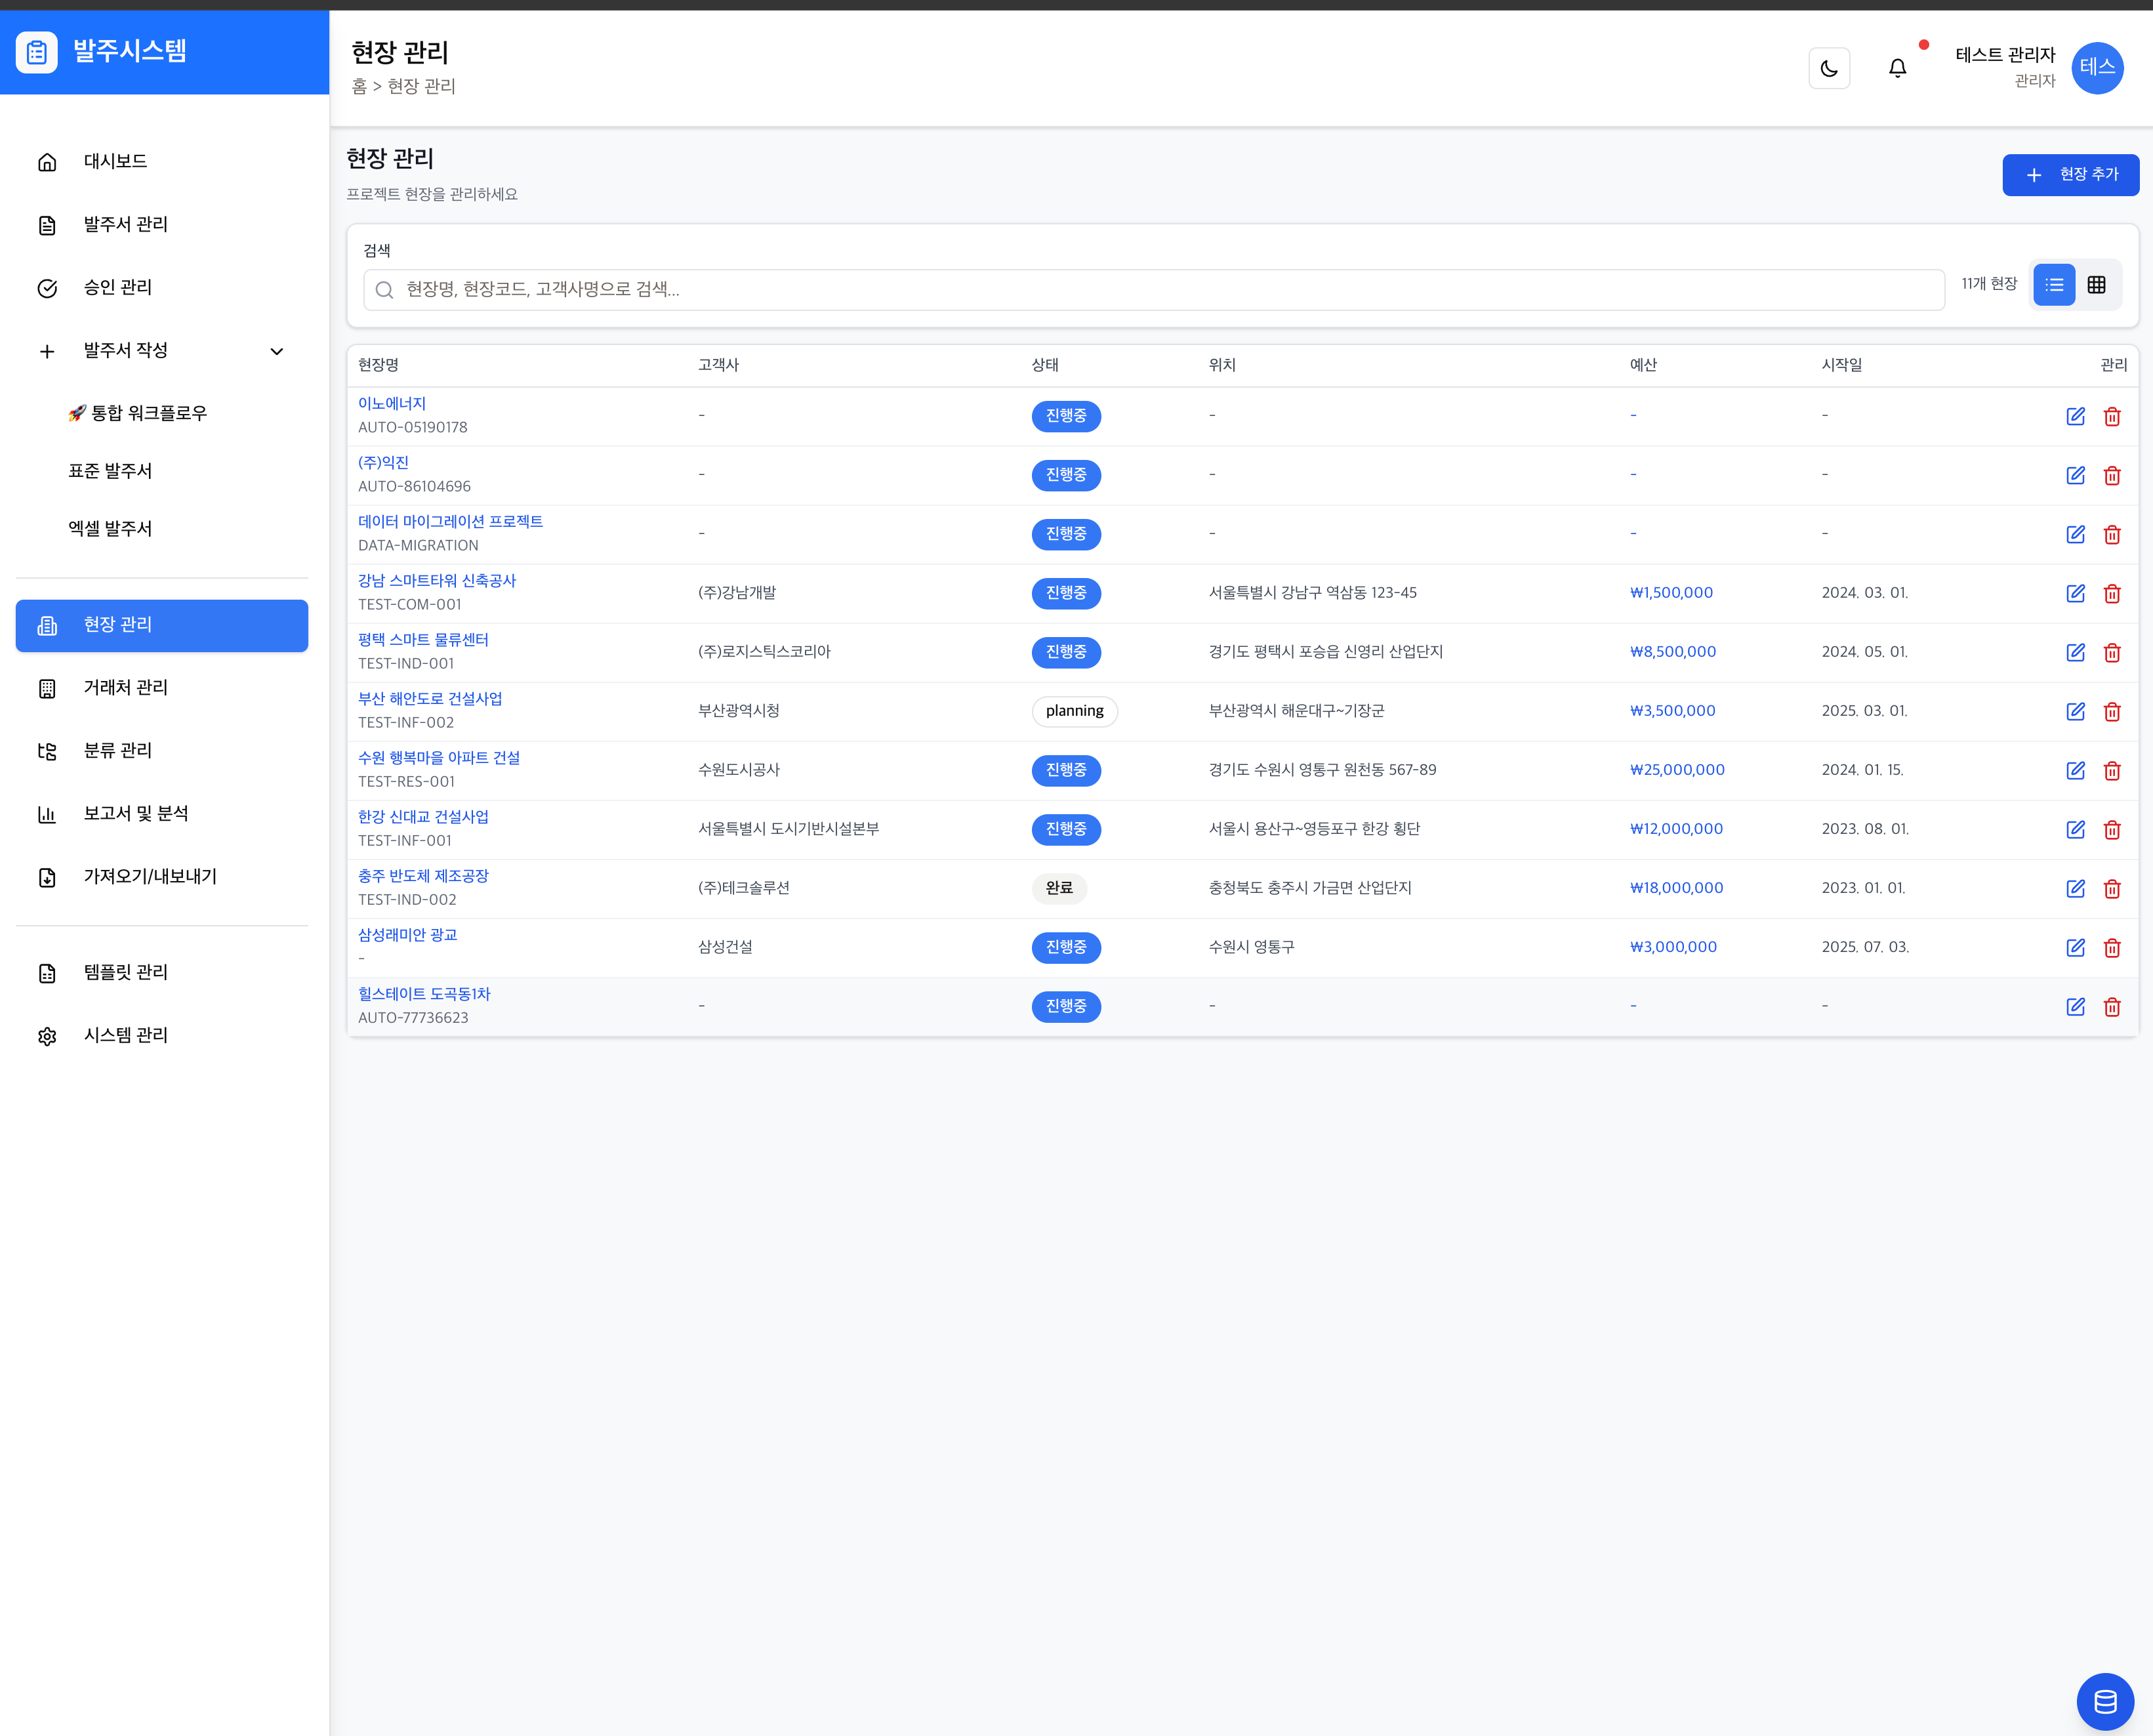 발주시스템
현장 관리
홈 > 현장 관리
테스트 관리자
관리자
테스
대시보드
발주서 관리
승인 관리
발주서 작성
🚀 통합 워크플로우
표준 발주서
엑셀 발주서
현장 관리
거래처 관리
분류 관리
보고서 및 분석
가져오기/내보내기
템플릿 관리
시스템 관리
현장 관리
프로젝트 현장을 관리하세요
현장 추가
검색
현장명, 현장코드, 고객사명으로 검색...
11개 현장
현장명 고객사 상태 위치 예산 시작일 관리
이노에너지
AUTO-05190178
- 진행중 - - -
(주)익진
AUTO-86104696
- 진행중 - - -
데이터 마이그레이션 프로젝트
DATA-MIGRATION
- 진행중 - - -
강남 스마트타워 신축공사
TEST-COM-001
(주)강남개발 진행중 서울특별시 강남구 역삼동 123-45 ₩1,500,000 2024. 03. 01.
평택 스마트 물류센터
TEST-IND-001
(주)로지스틱스코리아 진행중 경기도 평택시 포승읍 신영리 산업단지 ₩8,500,000 2024. 05. 01.
부산 해안도로 건설사업
TEST-INF-002
부산광역시청 planning 부산광역시 해운대구~기장군 ₩3,500,000 2025. 03. 01.
수원 행복마을 아파트 건설
TEST-RES-001
수원도시공사 진행중 경기도 수원시 영통구 원천동 567-89 ₩25,000,000 2024. 01. 15.
한강 신대교 건설사업
TEST-INF-001
서울특별시 도시기반시설본부 진행중 서울시 용산구~영등포구 한강 횡단 ₩12,000,000 2023. 08. 01.
충주 반도체 제조공장
TEST-IND-002
(주)테크솔루션 완료 충청북도 충주시 가금면 산업단지 ₩18,000,000 2023. 01. 01.
삼성래미안 광교
-
삼성건설 진행중 수원시 영통구 ₩3,000,000 2025. 07. 03.
힐스테이트 도곡동1차
AUTO-77736623
- 진행중 - - -